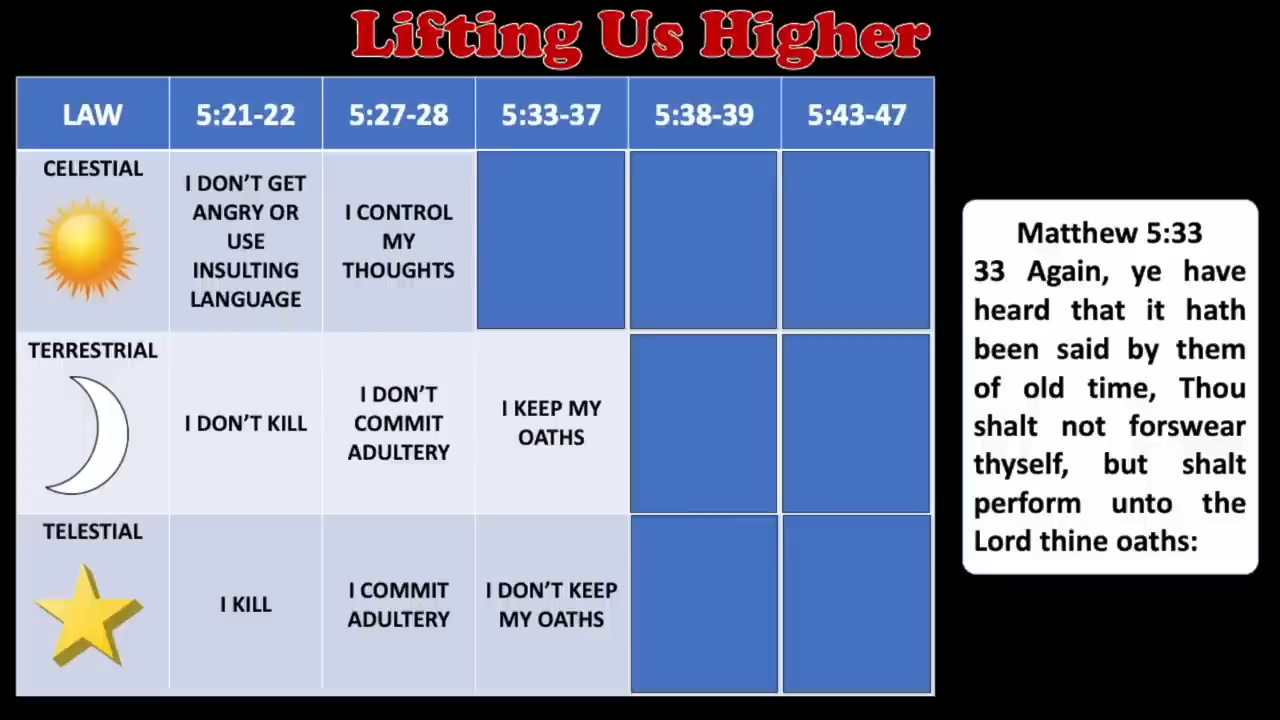 Lifting Us Higher
LAW
5:21-22
5:27-28
5:33-37
5:38-39
5:43-47
CELESTIAL
I DON’T GET
ANGRY OR
USE
INSULTING
LANGUAGE
I CONTROL
MY
THOUGHTS
TERRESTRIAL
I DON’T KILL
I DON’T
COMMIT
ADULTERY
I KEEP MY
OATHS
TELESTIAL
I KILL
I COMMIT
ADULTERY
I DON’T KEEP
MY OATHS
Matthew 5:33
33 Again, ye have
heard that it hath
been said by them
of old time, Thou
shalt not forswear
thyself, but shalt
perform unto the
Lord thine oaths: